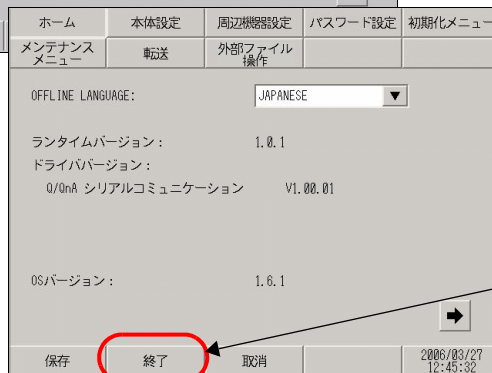 ホーム 本体設定 周辺機器設定 パスワード設定 初期化メニュー
メンテナンス
メニュー 転送 外部ファイル
操作
OFFLINE LANGUAGE: JAPANESE
ランタイムバージョン: 1.0.1
ドライババージョン:
Q/QnA シリアルコミュニケーション V1.00.01
OSバージョン: 1.6.1
保存 終了 取消 2006/03/27
12:45:32